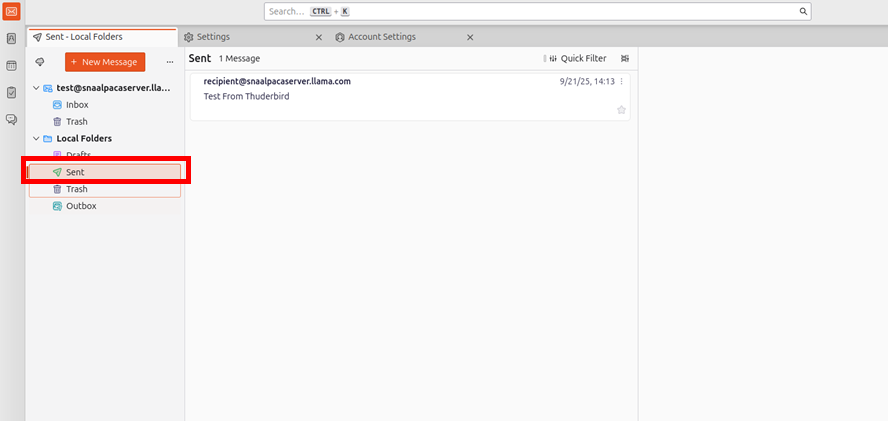 Search... CTRL + K
Sent - Local Folders
Settings
Account Settings
+ New Message
Sent 1 Message
Quick Filter
test@snaalpacaserver.lla...
Inbox
Trash
Local Folders
Drafts
Sent
Trash
Outbox
recipient@snaalpacaserver.llama.com 9/21/25, 14:13
Test From Thuderbird